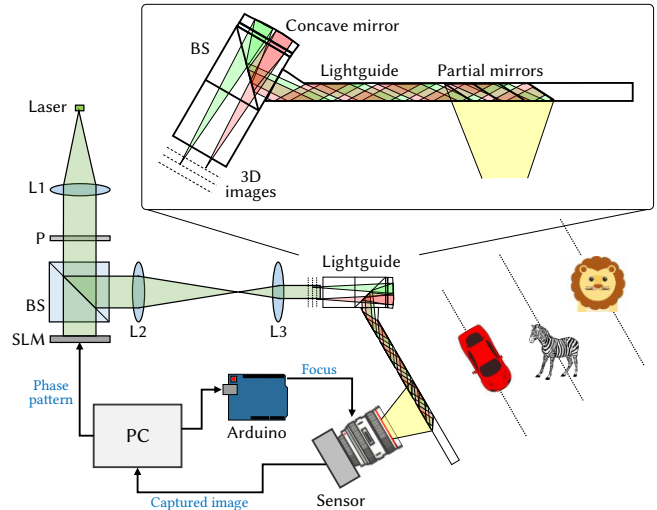 Concave mirror
BS
Lightguide
Partial mirrors
3D
images
Laser
L1
P
BS
L2
L3
SLM
Lightguide
Phase
pattern
Focus
PC
Arduino
Sensor
Captured image